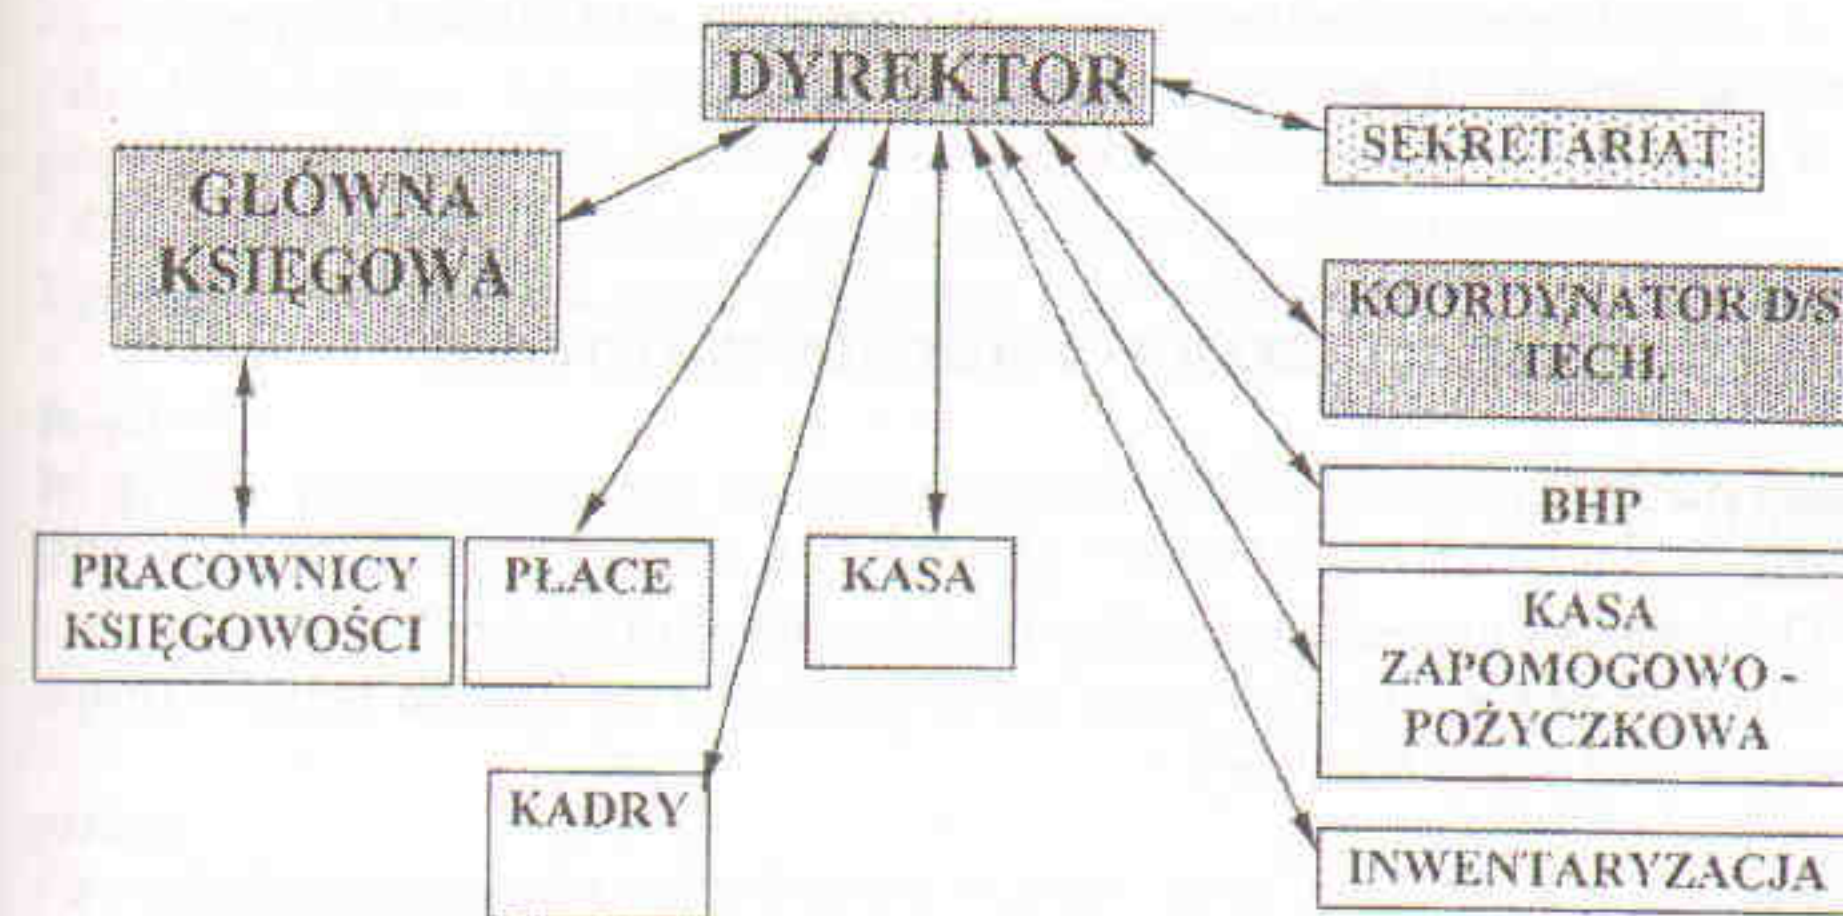 DYREKTOR
SEKRETARIAT
GŁÓWNA
KSIĘGOWA
KOORDYNATOR D/S
TECH.
BHP
PRACOWNICY
KSIĘGOWOŚCI
PŁACE
KASA
KASA
ZAPOMOGOWO -
POŻYCZKOWA
KADRY
INWENTARYZACJA